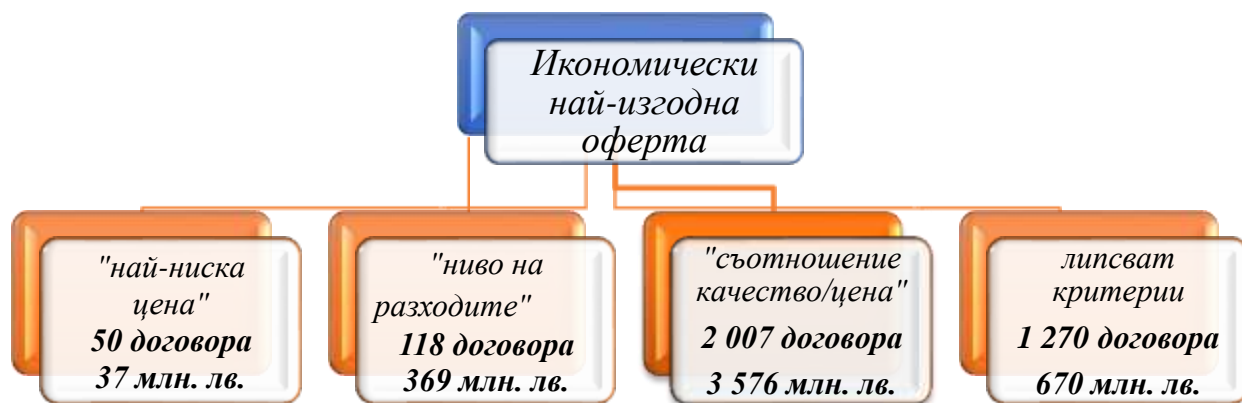 Икономически
най-изгодна
оферта
"най-ниска
цена"
50 договора
37 млн. лв.
"ниво на
разходите"
118 договора
369 млн. лв.
"съотношение
качество/цена"
2 007 договора
3 576 млн. лв.
липсват
критерии
1 270 договора
670 млн. лв.